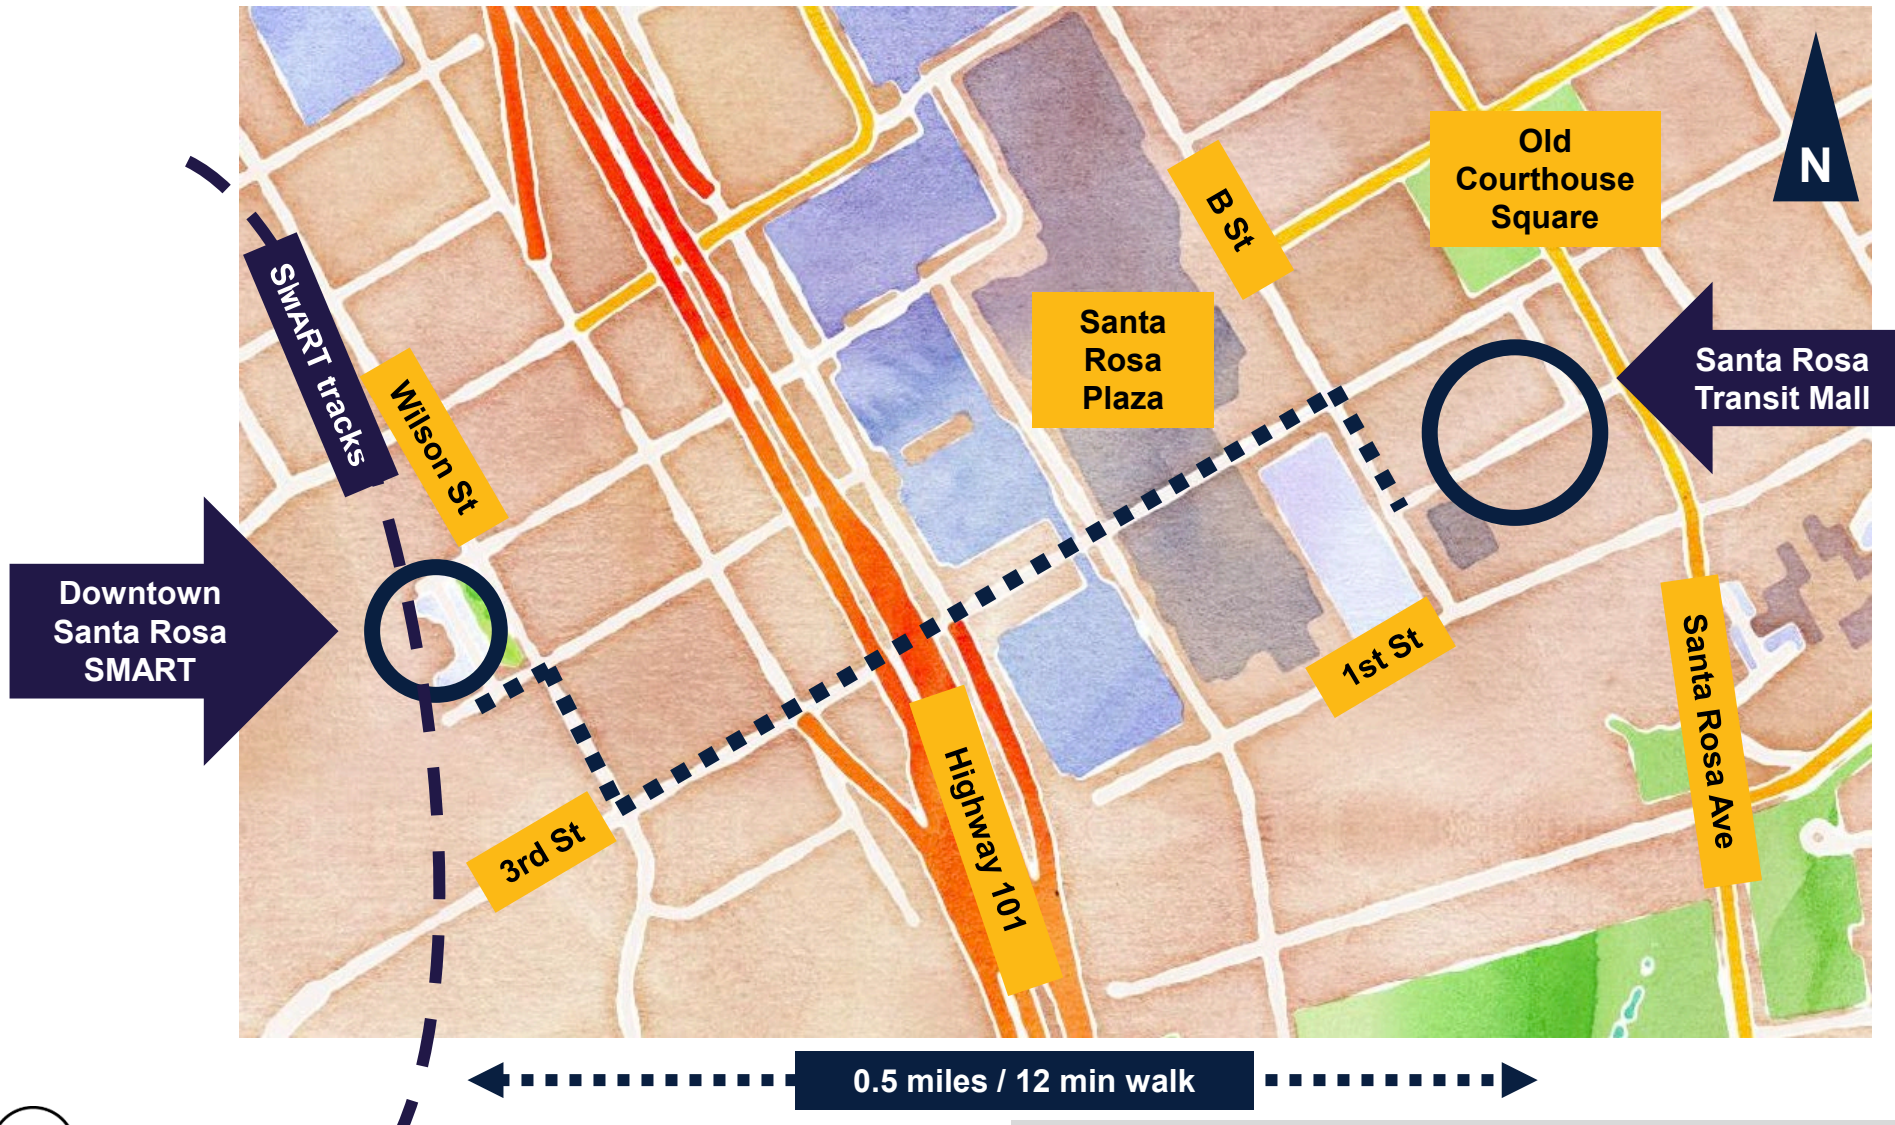 Old
Courthouse
Square
N
B St
SMART tracks
Santa
Rosa
Plaza
Santa Rosa
Transit Mall
Wilson St
Downtown
Santa Rosa
SMART
1st St
Santa Rosa Ave
Highway 101
3rd St
0.5 miles / 12 min walk